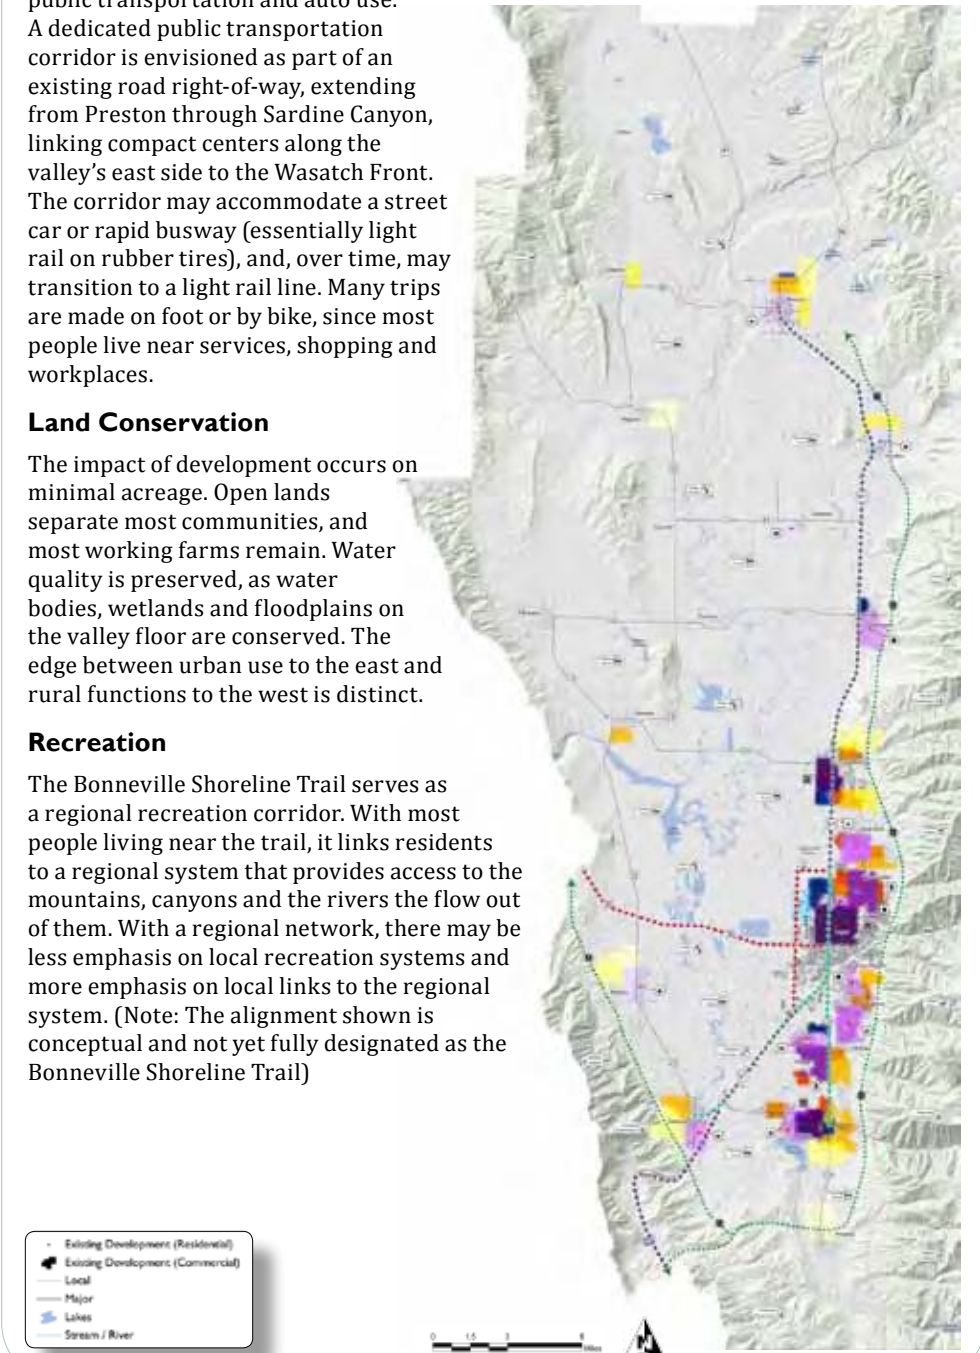 public transportation and auto use.
A dedicated public transportation
corridor is envisioned as part of an
existing road right-of-way, extending
from Preston through Sardine Canyon,
linking compact centers along the
valley's east side to the Wasatch Front.
The corridor may accommodate a street
car or rapid busway (essentially light
rail on rubber tires), and, over time, may
transition to a light rail line. Many trips
are made on foot or by bike, since most
people live near services, shopping and
workplaces.
Land Conservation
The impact of development occurs on
minimal acreage. Open lands
separate most communities, and
most working farms remain. Water
quality is preserved, as water
bodies, wetlands and floodplains on
the valley floor are conserved. The
edge between urban use to the east and
rural functions to the west is distinct.
Recreation
The Bonneville Shoreline Trail serves as
a regional recreation corridor. With most
people living near the trail, it links residents
to a regional system that provides access to the
mountains, canyons and the rivers the flow out
of them. With a regional network, there may be
less emphasis on local recreation systems and
more emphasis on local links to the regional
system. (Note: The alignment shown is
conceptual and not yet fully designated as the
Bonneville Shoreline Trail)
Existing Development (Residential)
Existing Development (Commercial)
Local
Major
Lakes
Stream / River
0 1.5 3 6
Miles
N